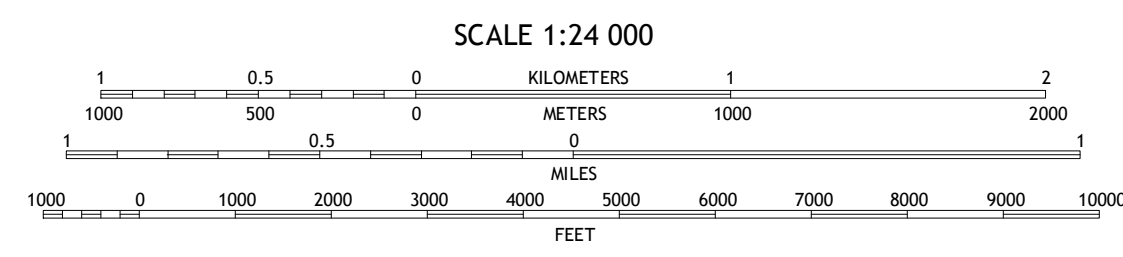 SCALE 1:24 000
1 0.5 0 KILOMETERS 1 2
1000 500 0 METERS 1000 2000
1 0.5 0 1
MILES
1000 0 1000 2000 3000 4000 5000 6000 7000 8000 9000 10000
FEET